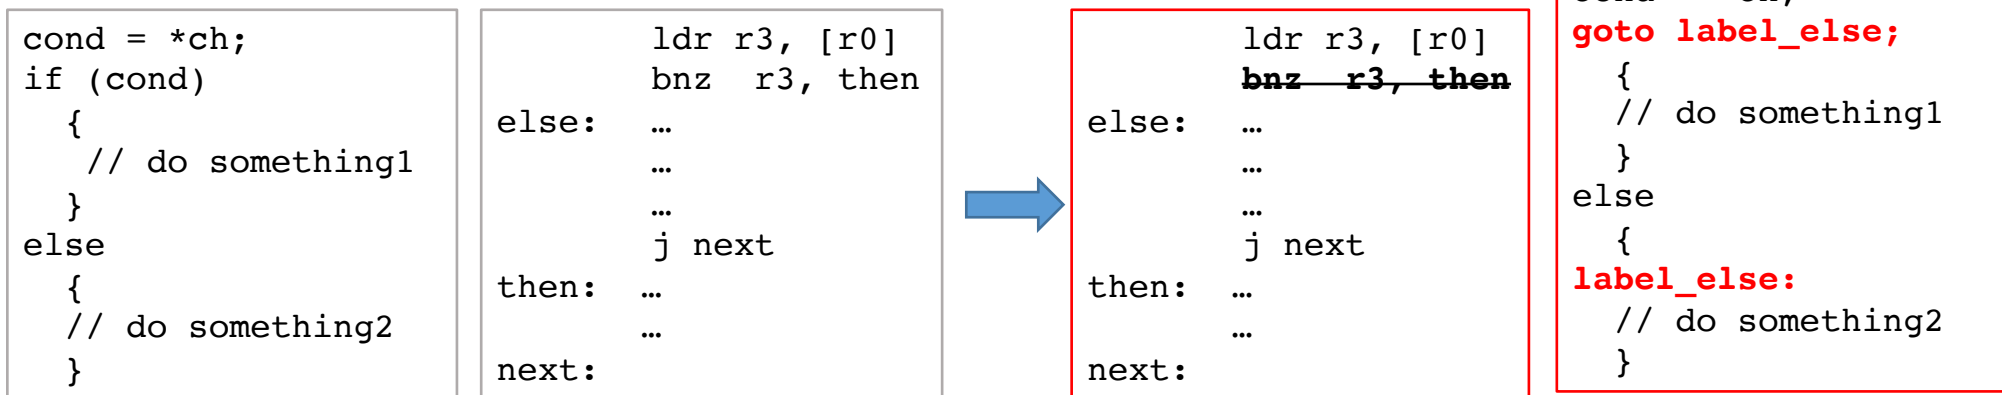 cond = *ch;
if (cond)
{
// do something1
}
else
{
// do something2
}
ldr r3, [r0]
bnz r3, then
else: …
…
…
j next
then: …
…
next:
ldr r3, [r0]
bnz r3, then
else: …
…
…
j next
then: …
…
next:
goto label_else;
{
// do something1
}
else
{
label_else:
// do something2
}